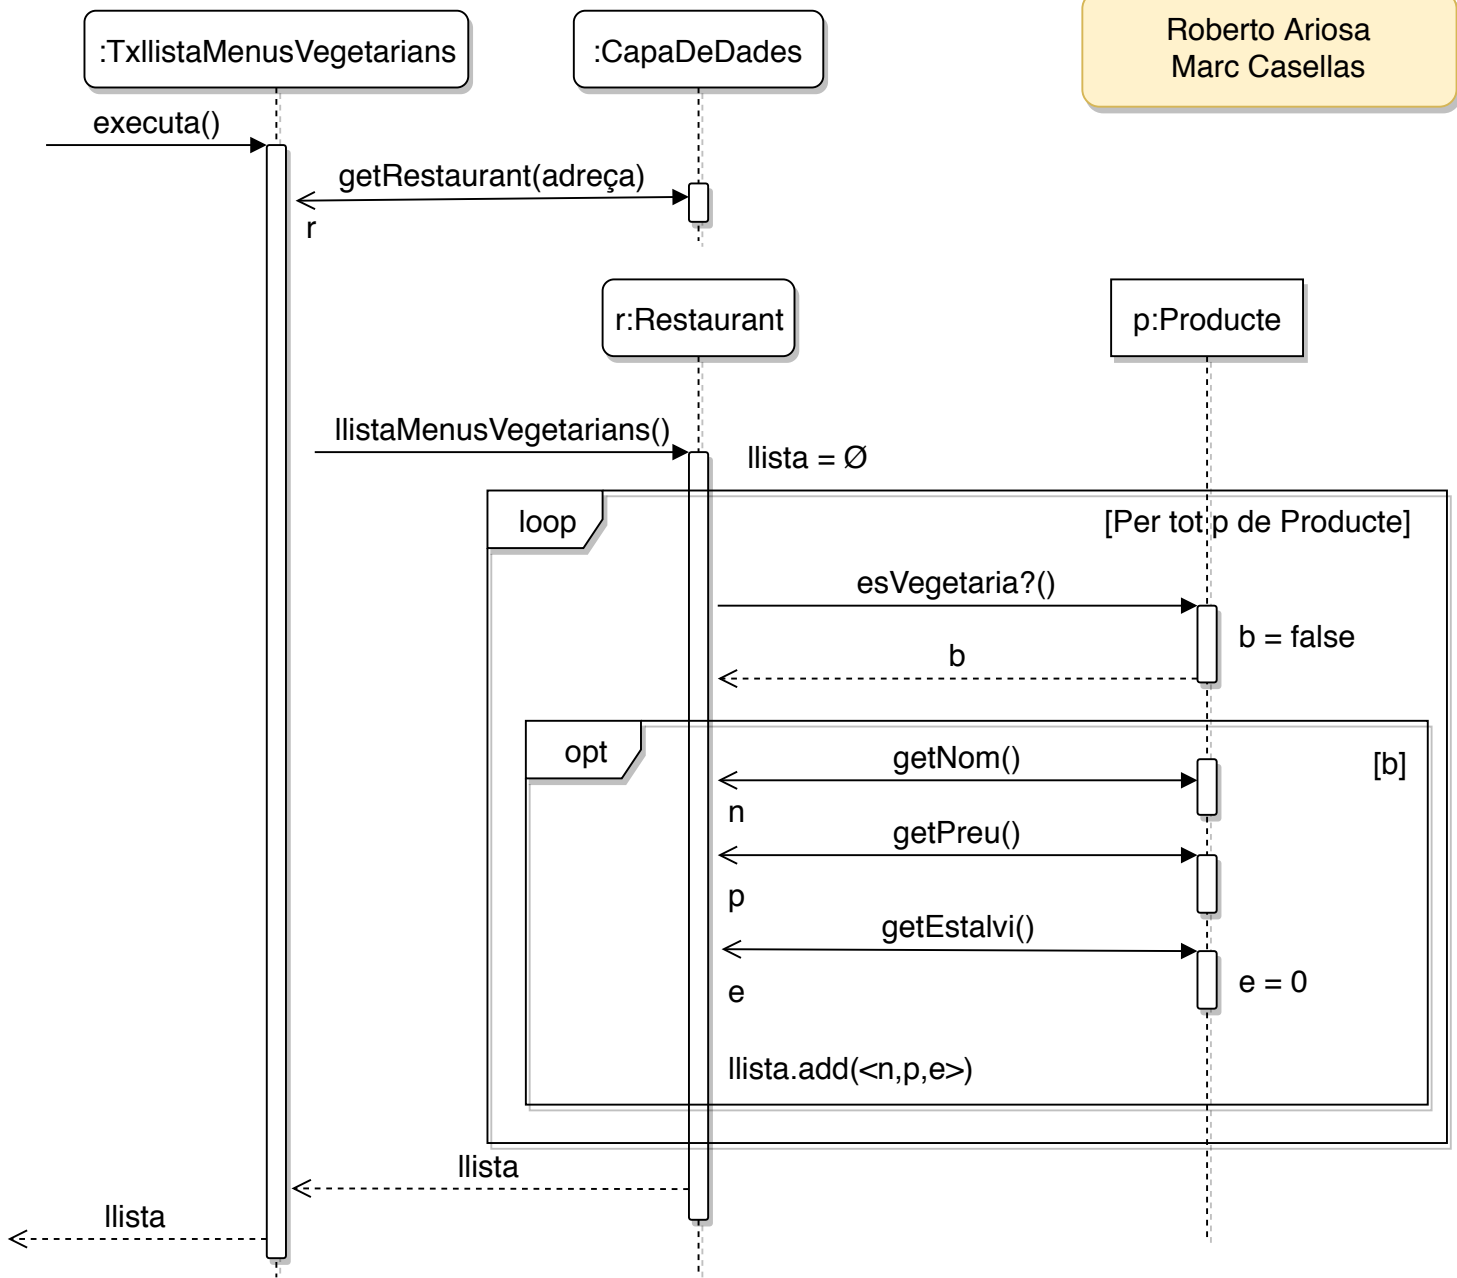 :TxllistaMenusVegetarians
:CapaDeDades
Roberto Ariosa
Marc Casellas
executa()
getRestaurant(adreça)
r
r:Restaurant
p:Producte
llistaMenusVegetarians()
llista = Ø
loop
[Per tot p de Producte]
esVegetaria?()
b = false
b
opt
getNom()
[b]
n
getPreu()
p
getEstalvi()
e = 0
e
llista.add(<n,p,e>)
llista
llista